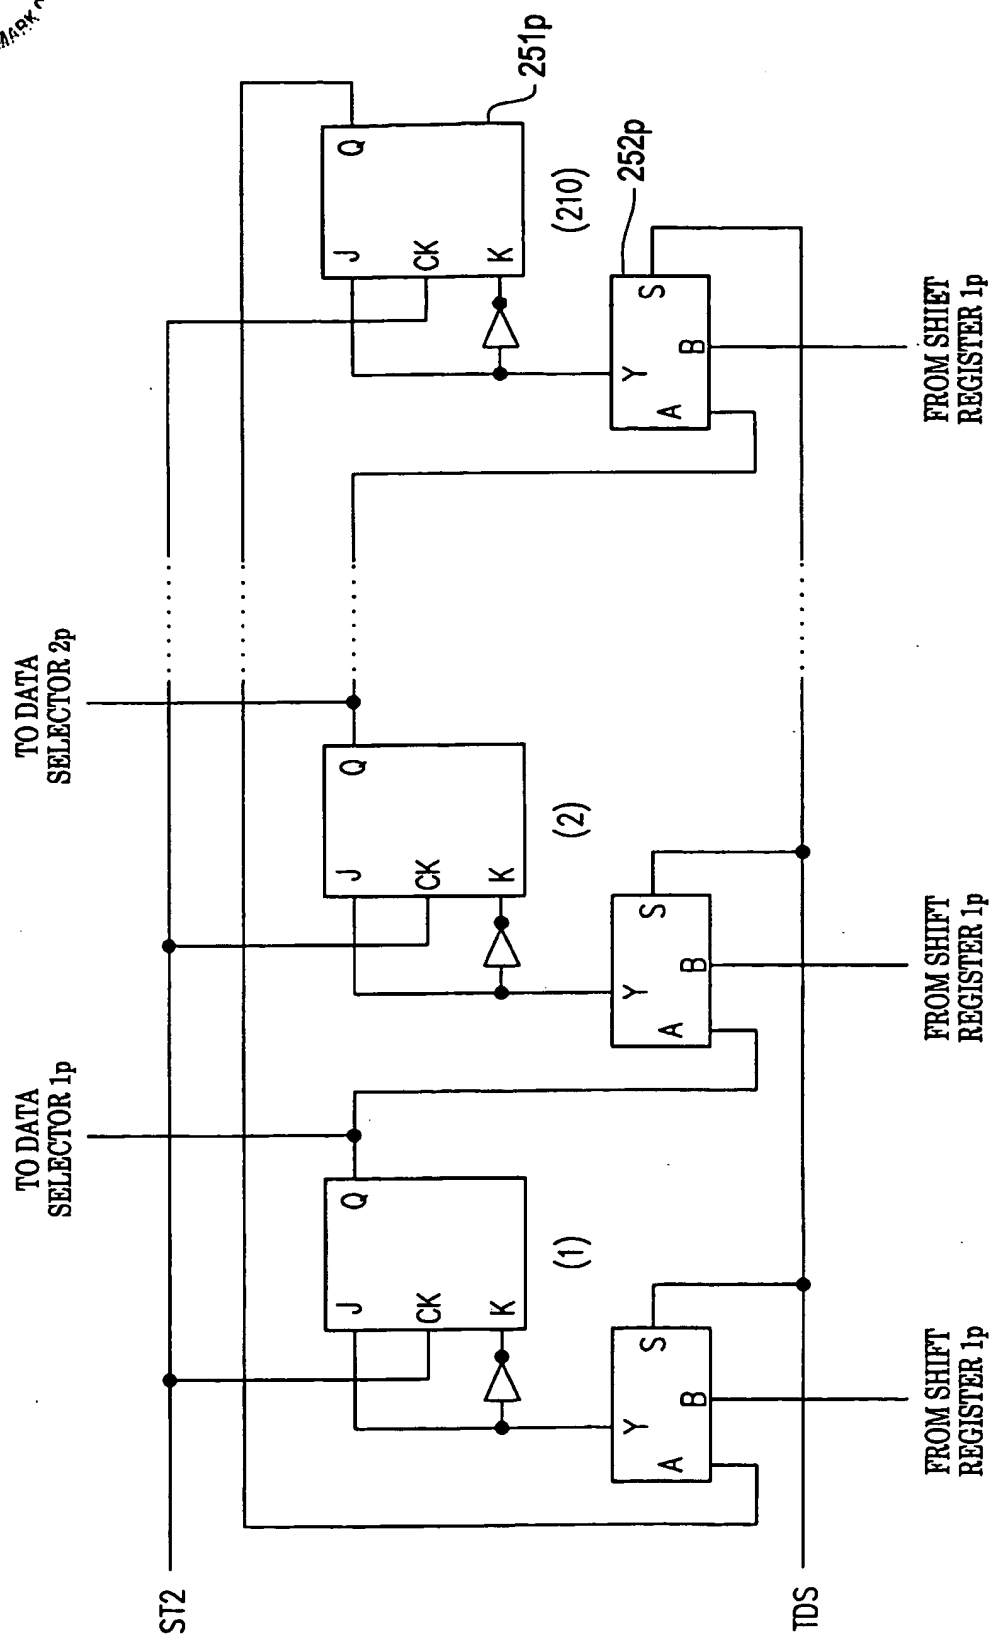 MARK
TO DATA
SELECTOR 1p
TO DATA
SELECTOR 2p
ST2
Q
J
CK
K
(1)
Q
J
CK
K
(2)
Q
J
CK
K
251p
(210)
252p
Y
S
A
B
Y
S
A
B
Y
S
A
B
TDS
FROM SHIFT
REGISTER 1p
FROM SHIFT
REGISTER 1p
FROM SHIET
REGISTER 1p